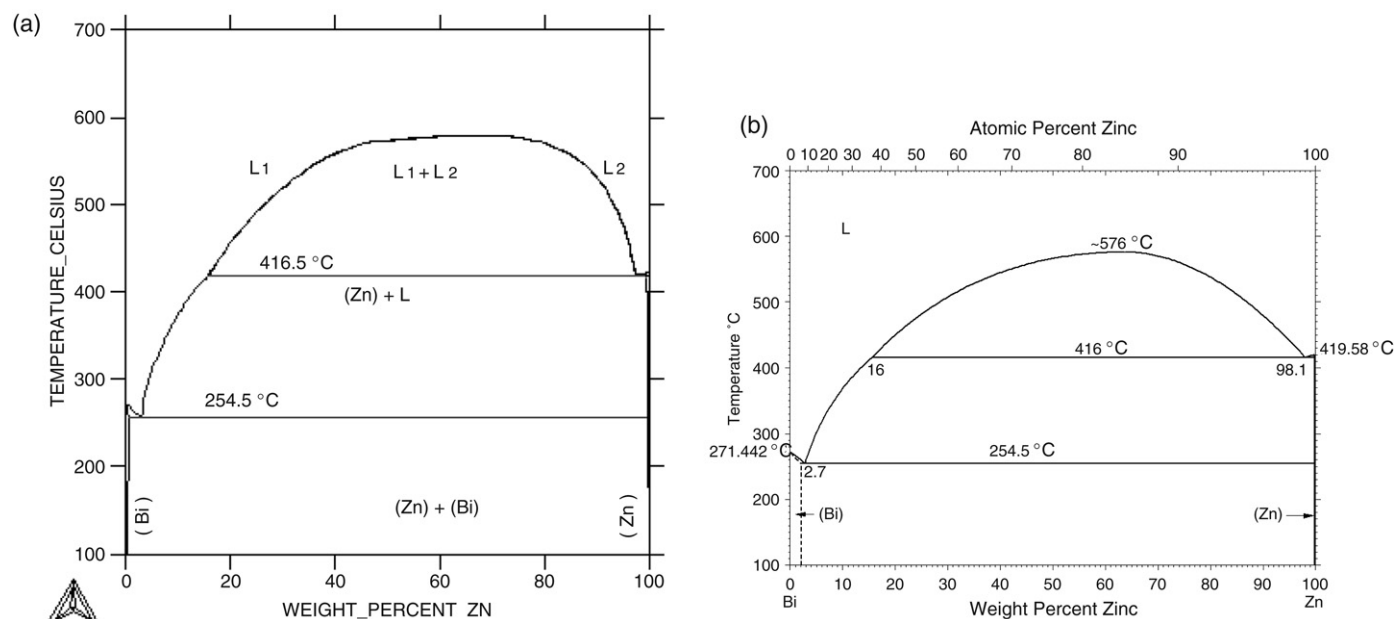 (a)
700
600
500
400
300
200
100
TEMPERATURE_CELSIUS
L1
L1+L2
L2
416.5 °C
(Zn) + L
254.5 °C
(Zn) + (Bi)
(Bi)
(Zn)
0 20 40 60 80 100
WEIGHT_PERCENT ZN
(b)
Atomic Percent Zinc
0 10 20 30 40 50 60 70 80 90 100
700
600
500
400
300
200
100
Temperature °C
L
~576 °C
416 °C
419.58 °C
16
98.1
271.442 °C
254.5 °C
2.7
(Bi)
(Zn)
0 10 20 30 40 50 60 70 80 90 100
Bi
Weight Percent Zinc
Zn